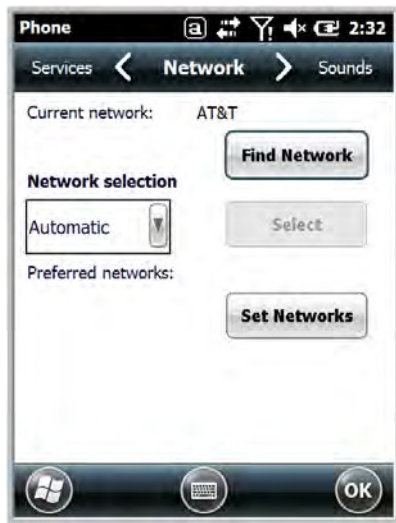 Phone a 2:32
Services Network Sounds
Current network: AT&T
Find Network
Network selection
Automatic
Select
Preferred networks:
Set Networks
OK